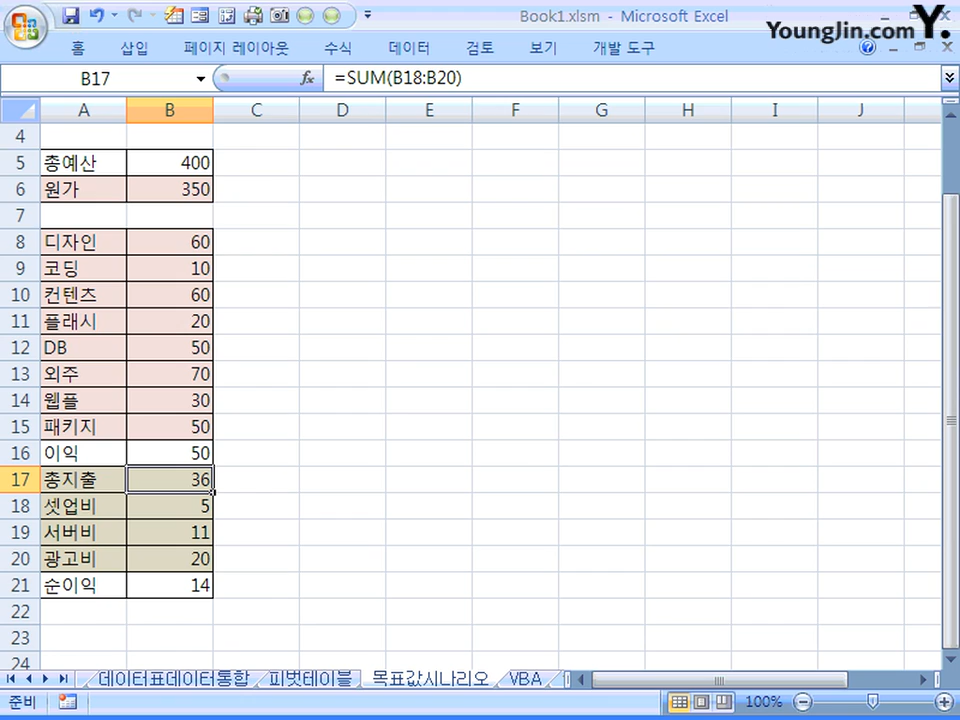 Book1.xlsm - Microsoft Excel
YoungJin.com Y.
홈 삽입 페이지 레이아웃 수식 데이터 검토 보기 개발 도구
B17 fx =SUM(B18:B20)
A B C D E F G H I J
4
5 총예산 400
6 원가 350
7
8 디자인 60
9 코딩 10
10 컨텐츠 60
11 플래시 20
12 DB 50
13 외주 70
14 웹플 30
15 패키지 50
16 이익 50
17 총지출 36
18 셋업비 5
19 서버비 11
20 광고비 20
21 순이익 14
22
23
24
데이터표데이터통합 피벗테이블 목표값시나리오 VBA
준비 100%